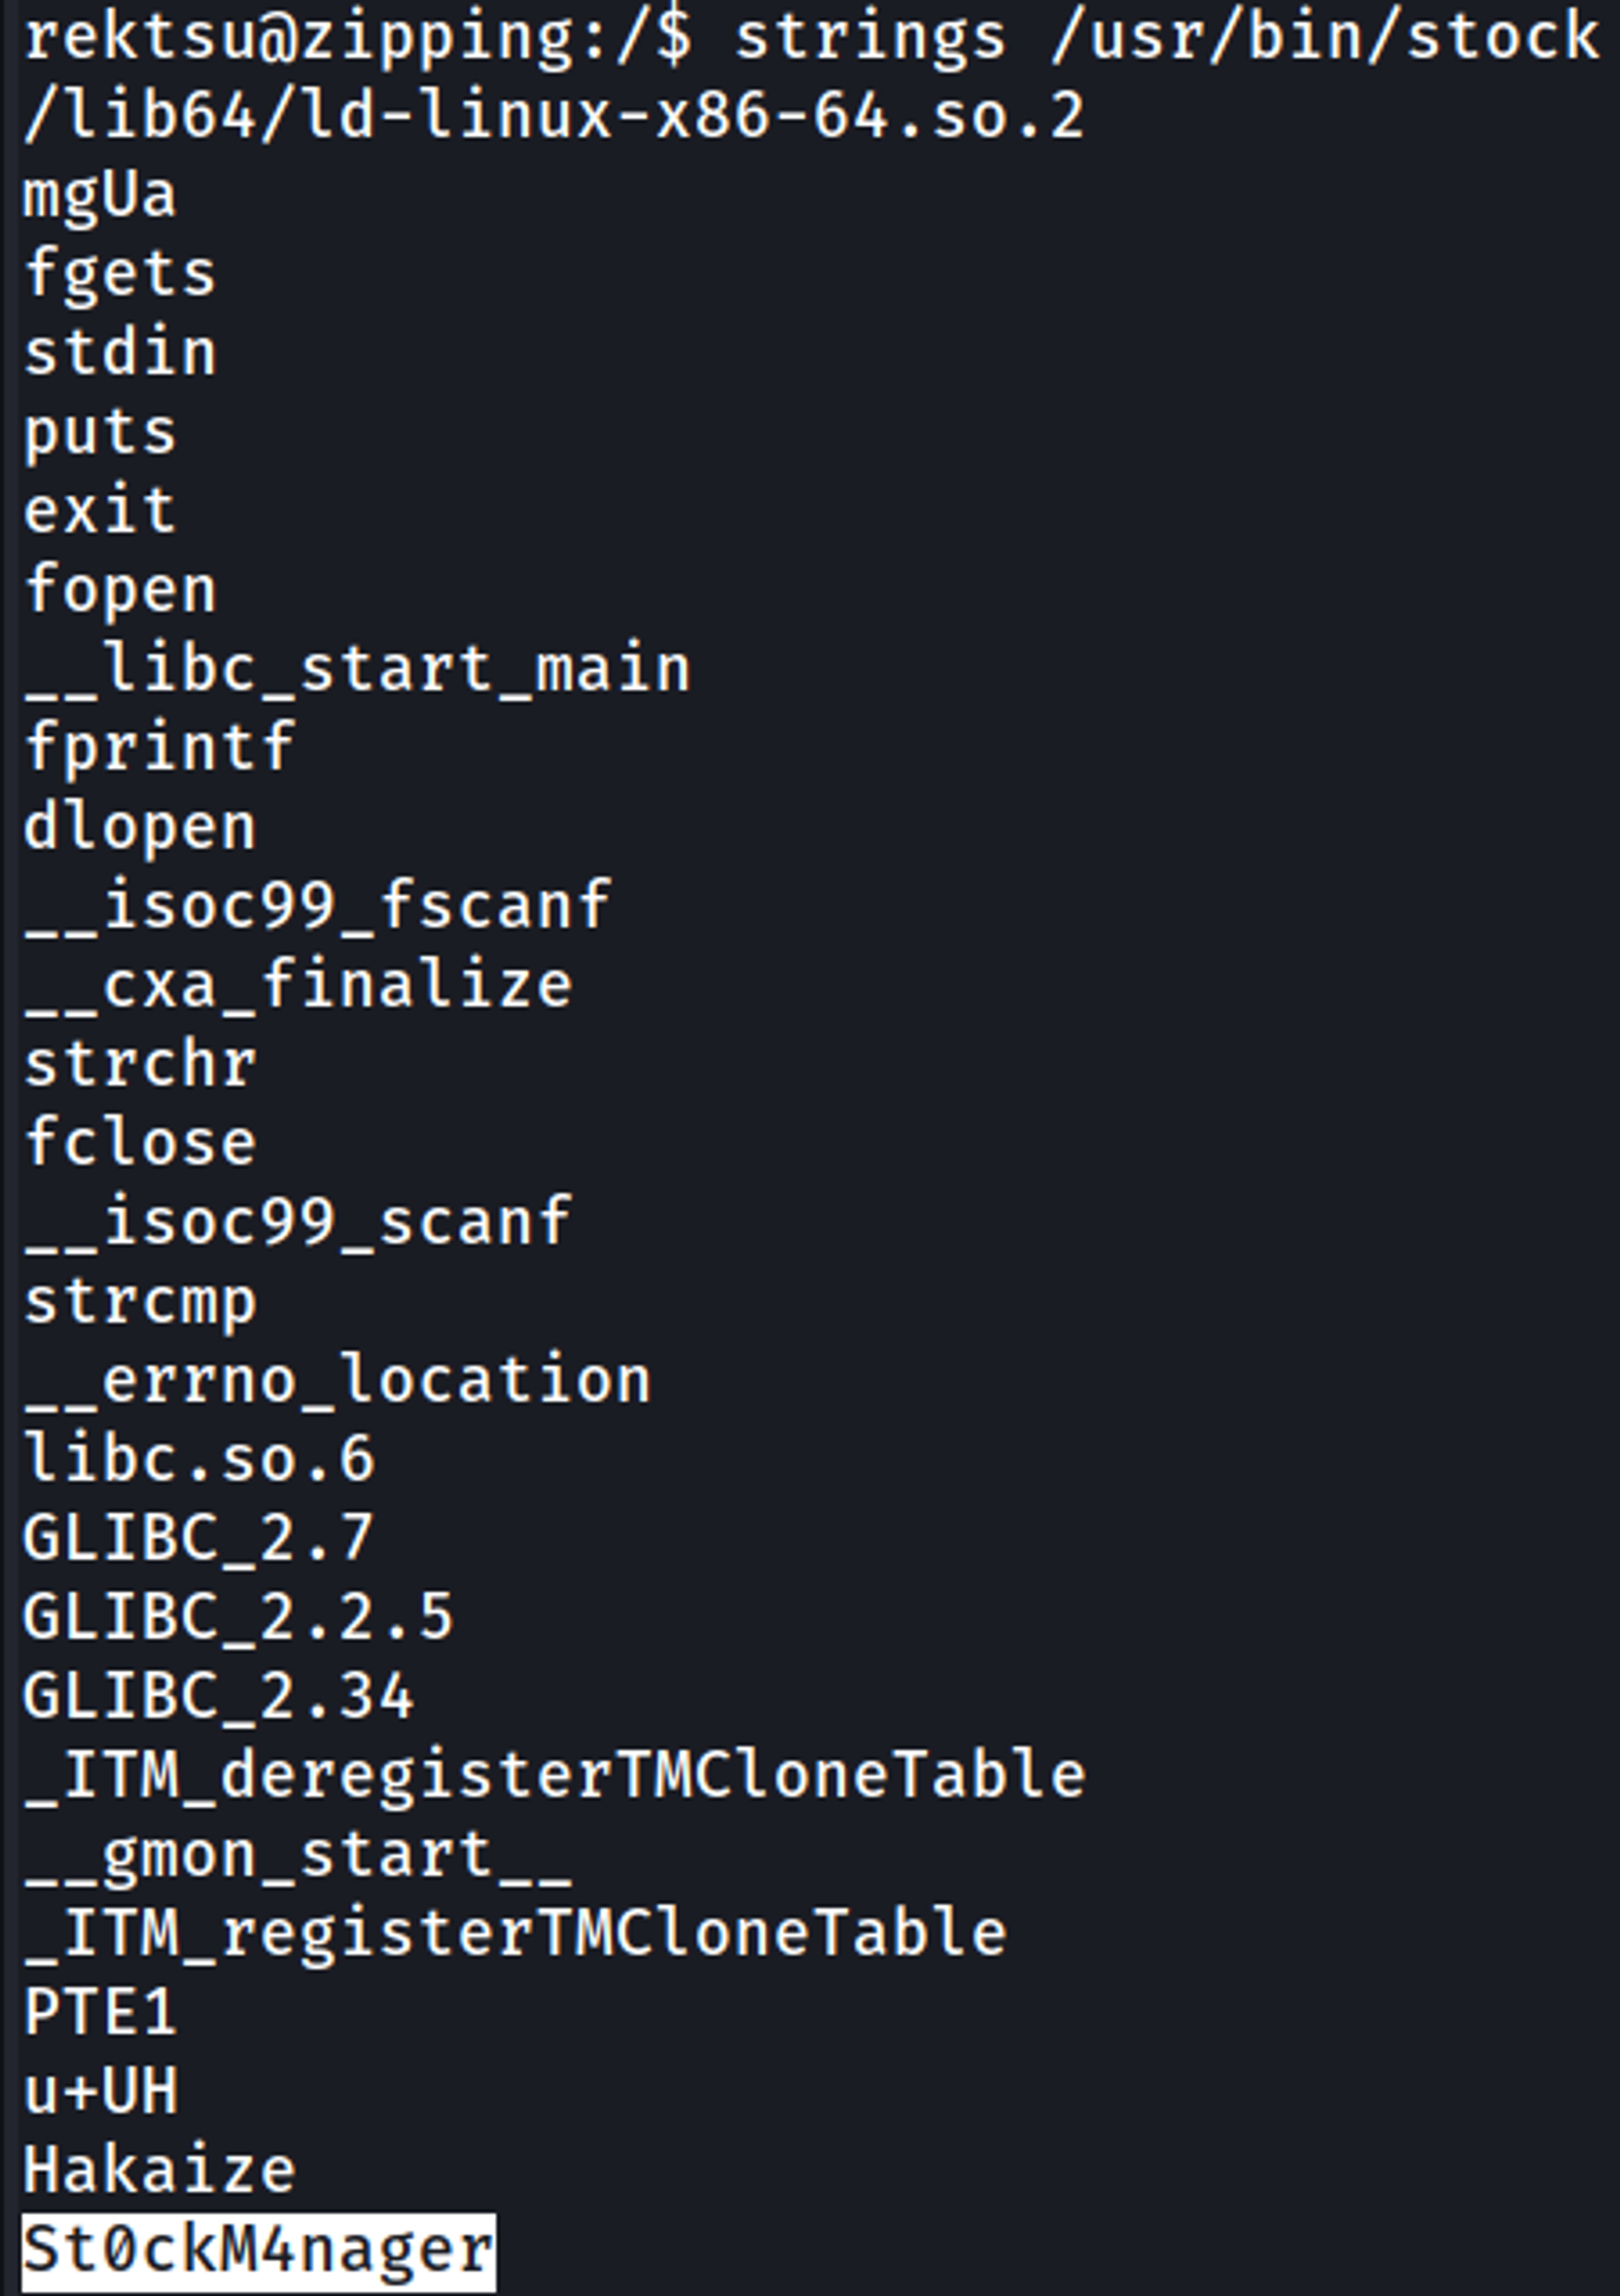 rektsu@zipping:/$ strings /usr/bin/stock
/lib64/ld-linux-x86-64.so.2
mgUa
fgets
stdin
puts
exit
fopen
__libc_start_main
fprintf
dlopen
__isoc99_fscanf
__cxa_finalize
strchr
fclose
__isoc99_scanf
strcmp
__errno_location
libc.so.6
GLIBC_2.7
GLIBC_2.2.5
GLIBC_2.34
_ITM_deregisterTMCloneTable
__gmon_start__
_ITM_registerTMCloneTable
PTE1
u+UH
Hakaize
St0ckM4nager